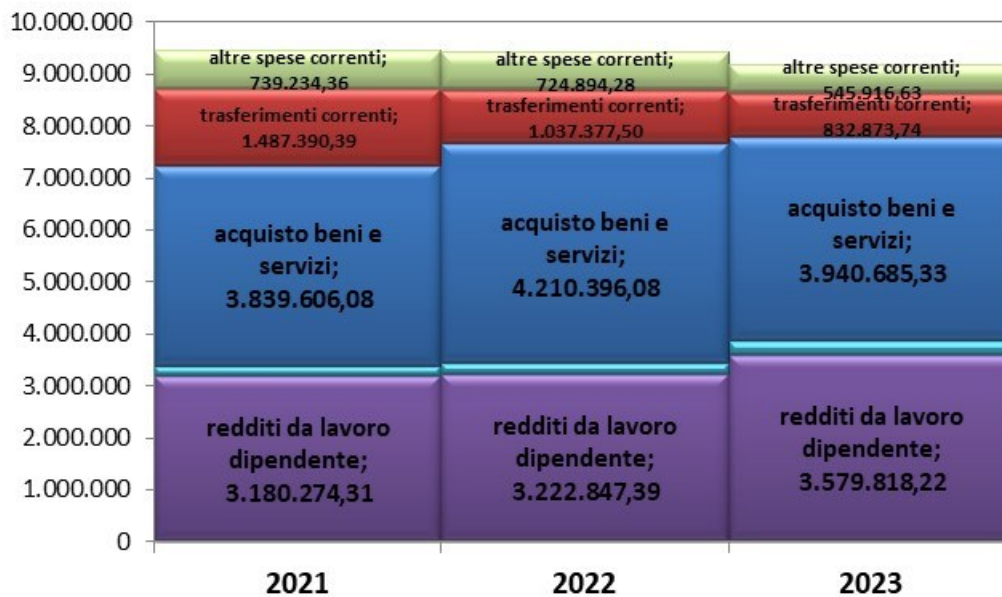 10.000.000
9.000.000
8.000.000
7.000.000
6.000.000
5.000.000
4.000.000
3.000.000
2.000.000
1.000.000
0
altre spese correnti;
739.234,36
trasferimenti correnti;
1.487.390,39
acquisto beni e
servizi;
3.839.606,08
redditi da lavoro
dipendente;
3.180.274,31
altre spese correnti;
724.894,28
trasferimenti correnti;
1.037.377,50
acquisto beni e
servizi;
4.210.396,08
redditi da lavoro
dipendente;
3.222.847,39
altre spese correnti;
545.916,63
trasferimenti correnti;
832.873,74
acquisto beni e
servizi;
3.940.685,33
redditi da lavoro
dipendente;
3.579.818,22
2021
2022
2023